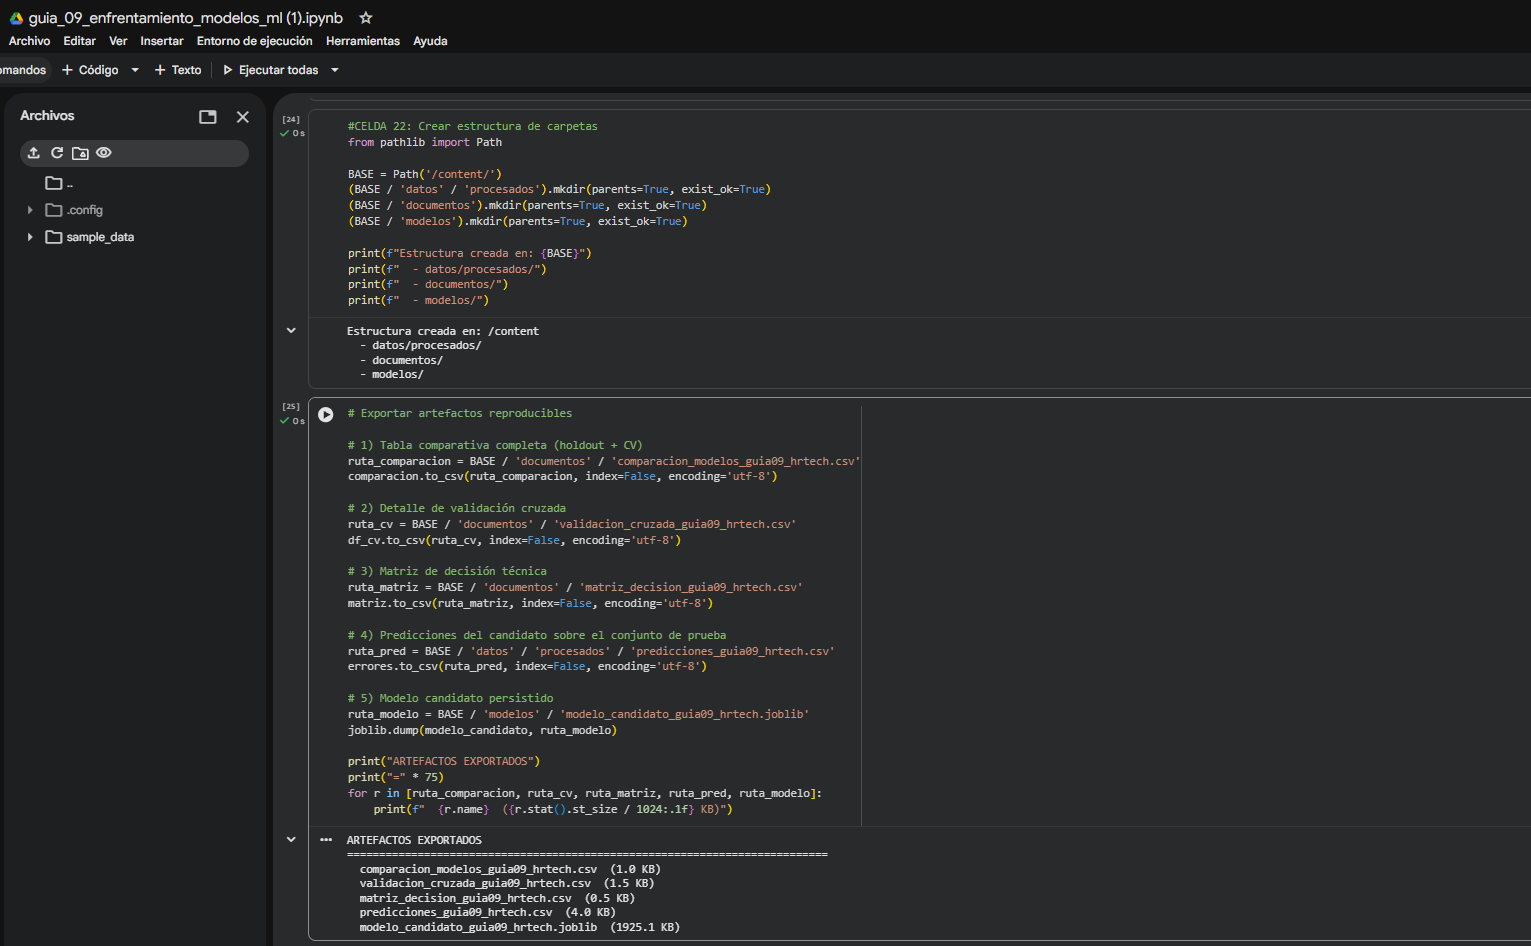 guia_09_enfrentamiento_modelos_ml (1).ipynb
Archivo Editar Ver Insertar Entorno de ejecución Herramientas Ayuda
omandos + Código + Texto Ejecutar todas
Archivos
..
.config
sample_data
[24]
0 s
#CELDA 22: Crear estructura de carpetas
from pathlib import Path
BASE = Path('/content/')
(BASE / 'datos' / 'procesados').mkdir(parents=True, exist_ok=True)
(BASE / 'documentos').mkdir(parents=True, exist_ok=True)
(BASE / 'modelos').mkdir(parents=True, exist_ok=True)
print(f"Estructura creada en: {BASE}")
print(f"  - datos/procesados/")
print(f"  - documentos/")
print(f"  - modelos/")
Estructura creada en: /content
  - datos/procesados/
  - documentos/
  - modelos/
[25]
0 s
# Exportar artefactos reproducibles
# 1) Tabla comparativa completa (holdout + CV)
ruta_comparacion = BASE / 'documentos' / 'comparacion_modelos_guia09_hrtech.csv'
comparacion.to_csv(ruta_comparacion, index=False, encoding='utf-8')
# 2) Detalle de validación cruzada
ruta_cv = BASE / 'documentos' / 'validacion_cruzada_guia09_hrtech.csv'
df_cv.to_csv(ruta_cv, index=False, encoding='utf-8')
# 3) Matriz de decisión técnica
ruta_matriz = BASE / 'documentos' / 'matriz_decision_guia09_hrtech.csv'
matriz.to_csv(ruta_matriz, index=False, encoding='utf-8')
# 4) Predicciones del candidato sobre el conjunto de prueba
ruta_pred = BASE / 'datos' / 'procesados' / 'predicciones_guia09_hrtech.csv'
errores.to_csv(ruta_pred, index=False, encoding='utf-8')
# 5) Modelo candidato persistido
ruta_modelo = BASE / 'modelos' / 'modelo_candidato_guia09_hrtech.joblib'
joblib.dump(modelo_candidato, ruta_modelo)
print("ARTEFACTOS EXPORTADOS")
print("=" * 75)
for r in [ruta_comparacion, ruta_cv, ruta_matriz, ruta_pred, ruta_modelo]:
    print(f"  {r.name}  ({r.stat().st_size / 1024:.1f} KB)")
ARTEFACTOS EXPORTADOS
===========================================================================
  comparacion_modelos_guia09_hrtech.csv  (1.0 KB)
  validacion_cruzada_guia09_hrtech.csv  (1.5 KB)
  matriz_decision_guia09_hrtech.csv  (0.5 KB)
  predicciones_guia09_hrtech.csv  (4.0 KB)
  modelo_candidato_guia09_hrtech.joblib  (1925.1 KB)